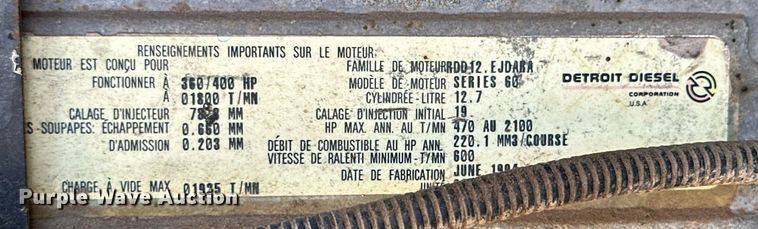 RENSEIGNEMENTS IMPORTANTS SUR LE MOTEUR:
MOTEUR EST CONÇU POUR
FONCTIONNER À 360/400 HP
À 01800 T/MN
CALAGE D'INJECTEUR MM
S-SOUPAPES: ÉCHAPPEMENT 0.660 MM
D'ADMISSION 0.203 MM
CHARGE À VIDE MAX 01935 T/MN
FAMILLE DE MOTEUR RDD12.EJDARA
MODÈLE DE MOTEUR SERIES 60
CYLINDRÉE-LITRE 12.7
CALAGE D'INJECTION INITIAL 19
HP MAX. ANN. AU T/MN 470 AU 2100
DÉBIT DE COMBUSTIBLE AU HP ANN. 220.1 MM3/COURSE
VITESSE DE RALENTI MINIMUM-T/MN 600
DATE DE FABRICATION JUNE 1994
UNITÉ
DETROIT DIESEL
CORPORATION
U.S.A.
Purple Wave Auction